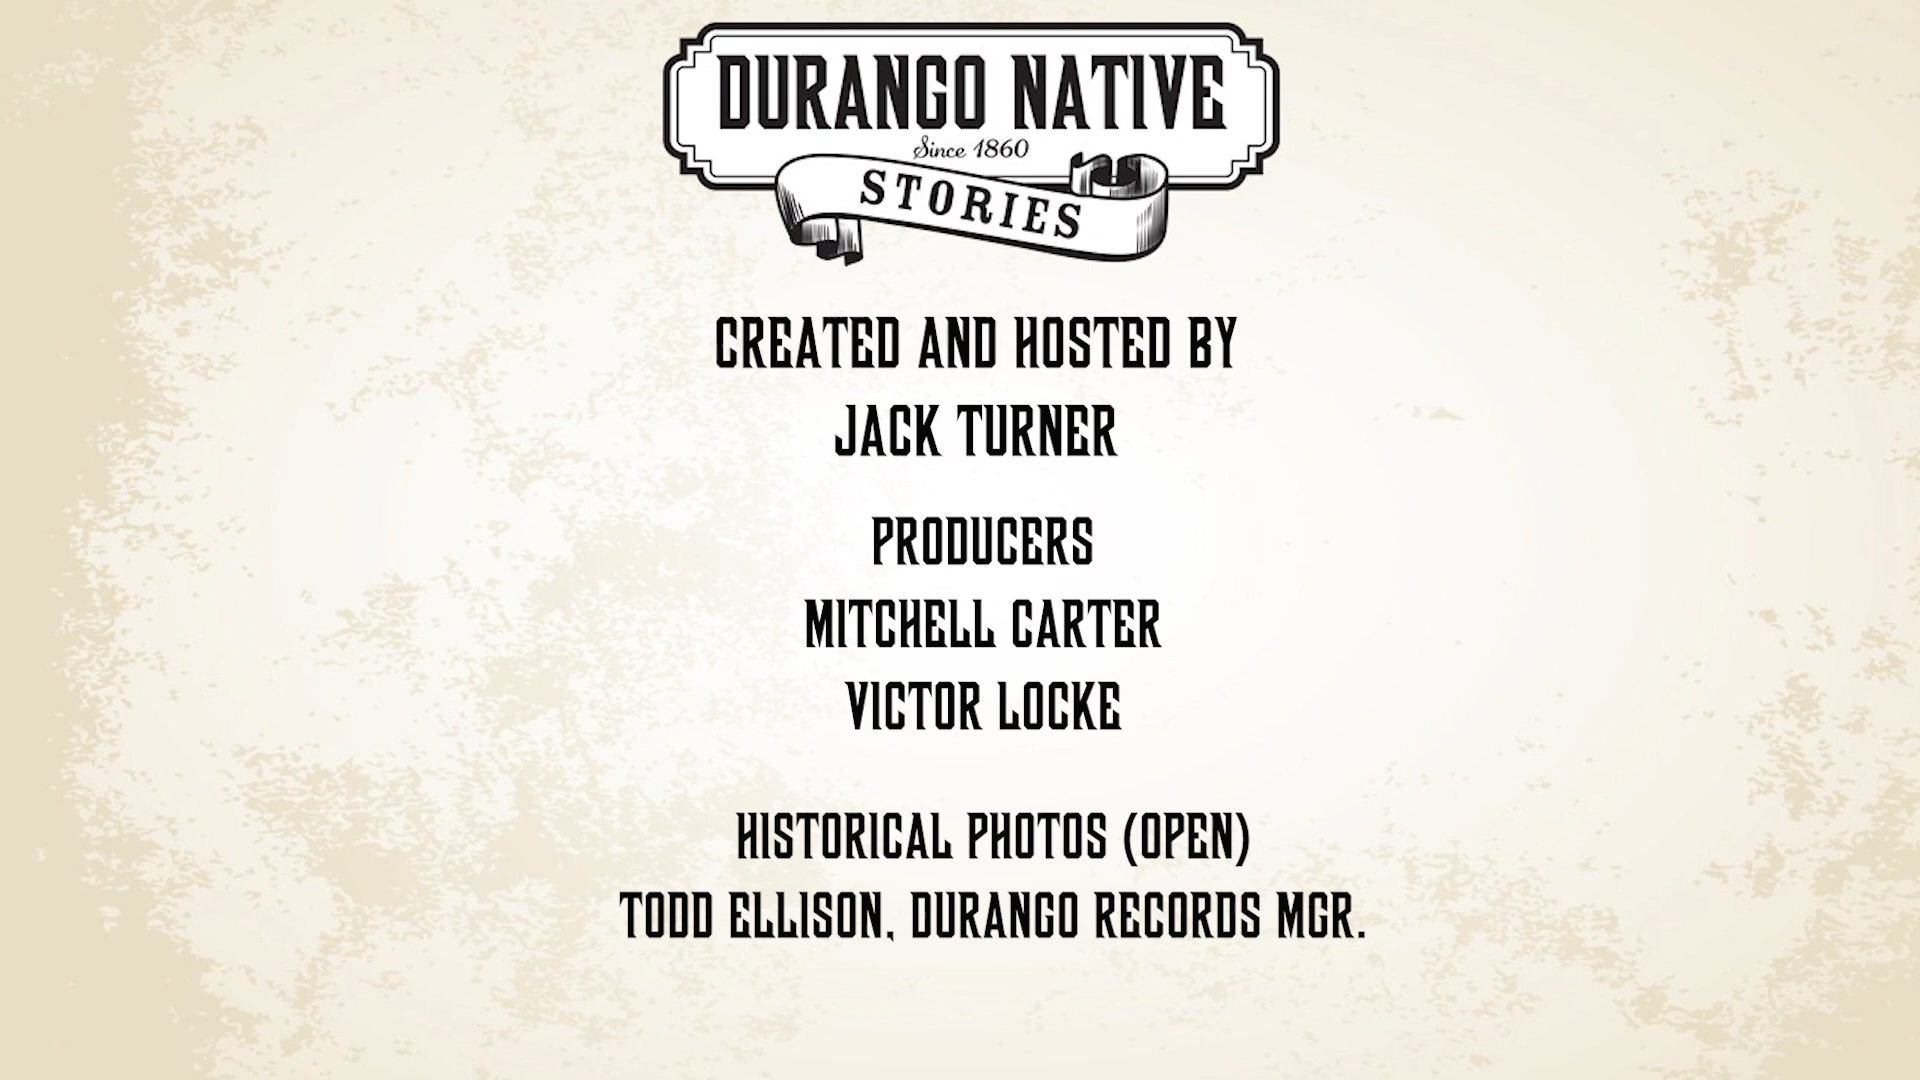 DURANGO NATIVE
Since 1860
STORIES
CREATED AND HOSTED BY
JACK TURNER
PRODUCERS
MITCHELL CARTER
VICTOR LOCKE
HISTORICAL PHOTOS (OPEN)
TODD ELLISON, DURANGO RECORDS MGR.